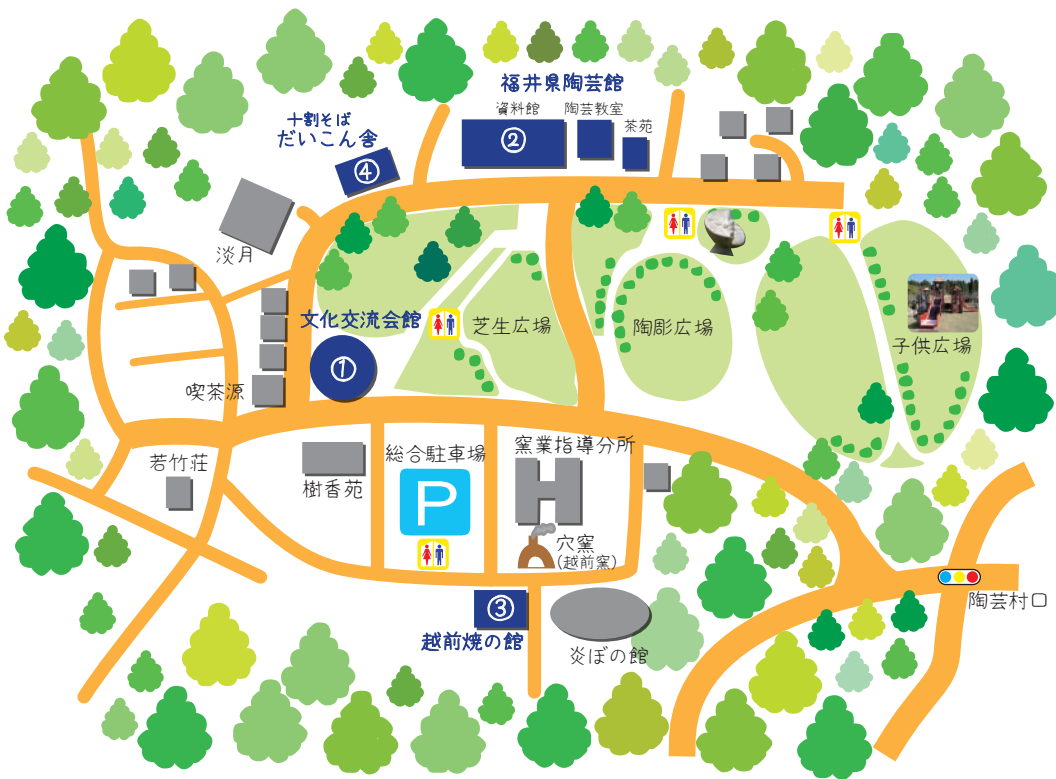 福井県陶芸館
資料館
陶芸教室
茶苑
十割そば
だいこん舎
②
④
淡月
文化交流会館
①
芝生広場
陶彫広場
子供広場
喫茶源
若竹荘
樹香苑
総合駐車場
P
窯業指導分所
穴窯
(越前窯)
③
越前焼の館
炎ぼの館
陶芸村口